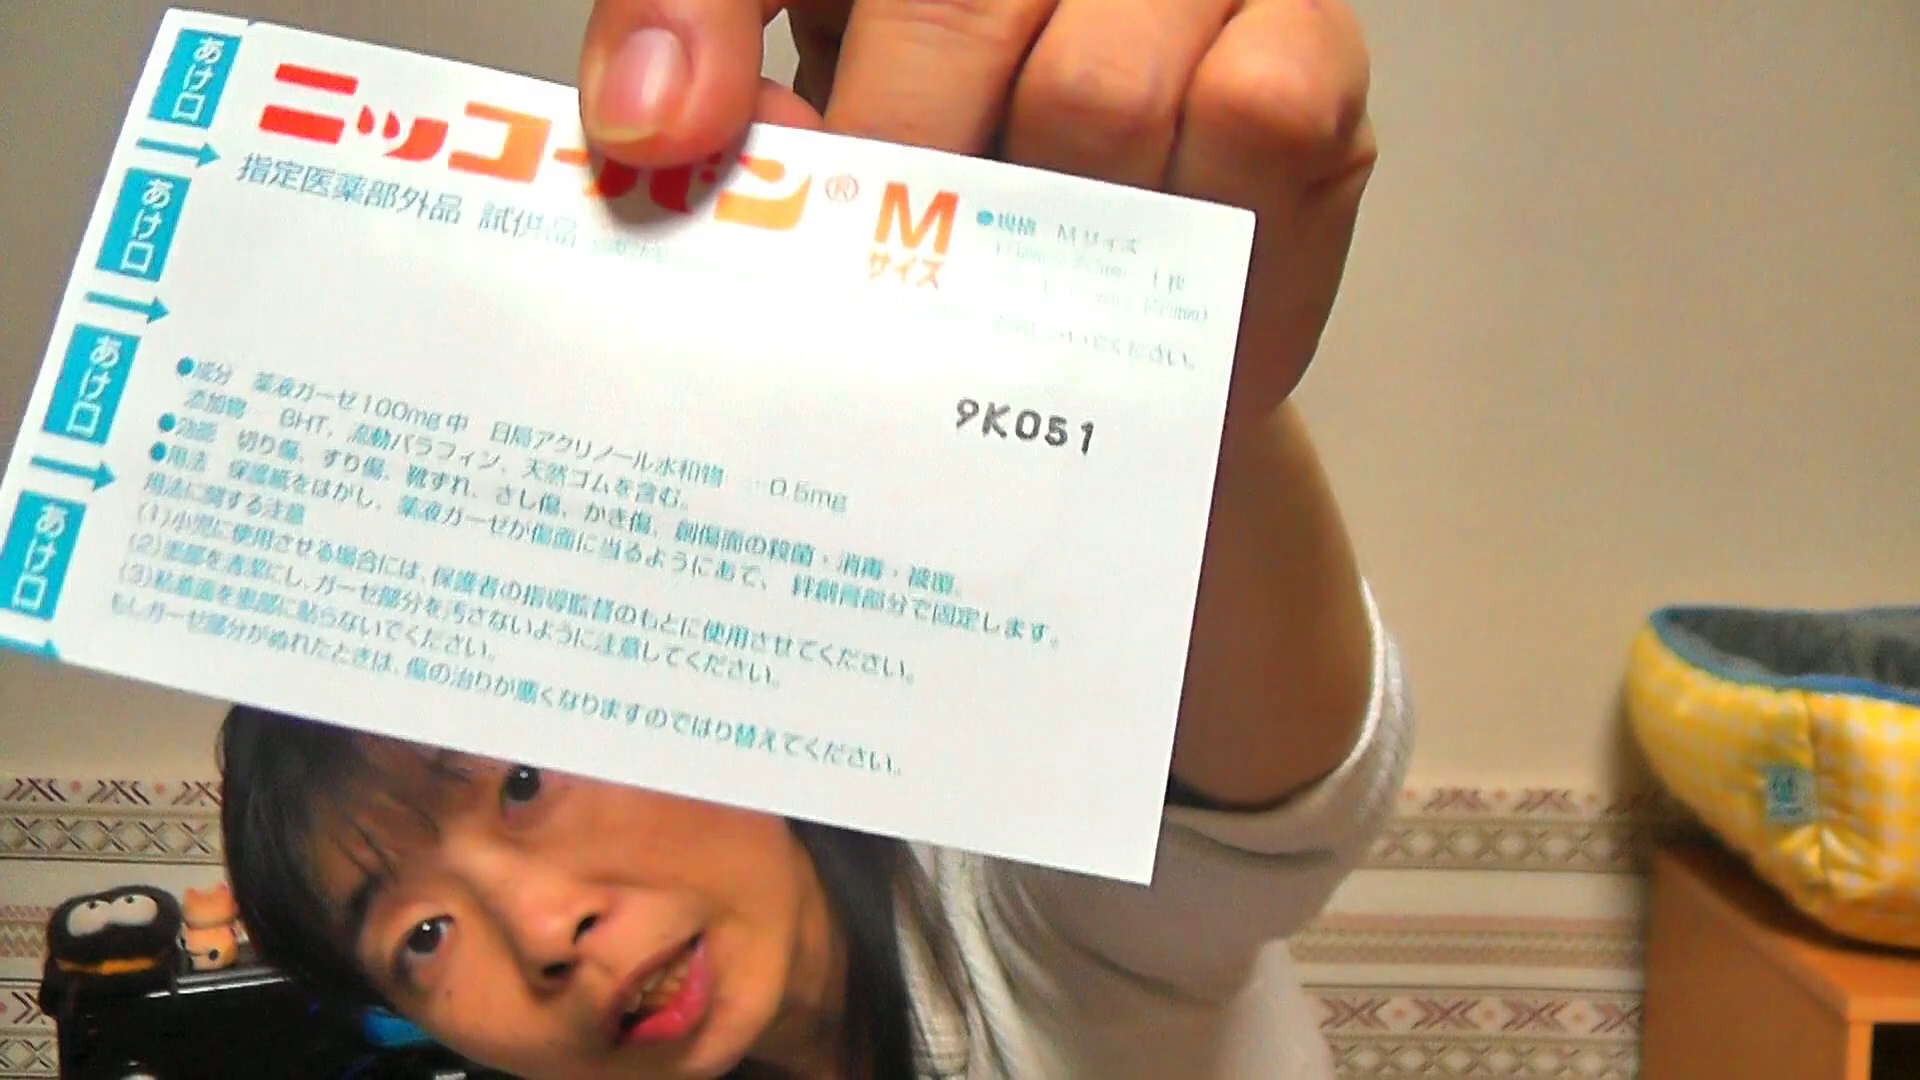 あけ口
あけ口
あけ口
あけ口
ニッコーバン® M
サイズ
指定医薬部外品 試供品
●規格 Mサイズ
1枚
ください。
9K051
●成分 薬液ガーゼ100mg中 日局アクリノール水和物 0.5mg
添加物 BHT、流動パラフィン、天然ゴムを含む。
●効能 切り傷、すり傷、靴ずれ、さし傷、かき傷、創傷面の殺菌・消毒・被覆。
●用法 保護紙をはがし、薬液ガーゼが傷面に当るようにあて、絆創膏部分で固定します。
用法に関する注意
(1)小児に使用させる場合には、保護者の指導監督のもとに使用させてください。
(2)患部を清潔にし、ガーゼ部分を汚さないように注意してください。
(3)粘着面を患部に貼らないでください。
もしガーゼ部分がぬれたときは、傷の治りが悪くなりますのではり替えてください。